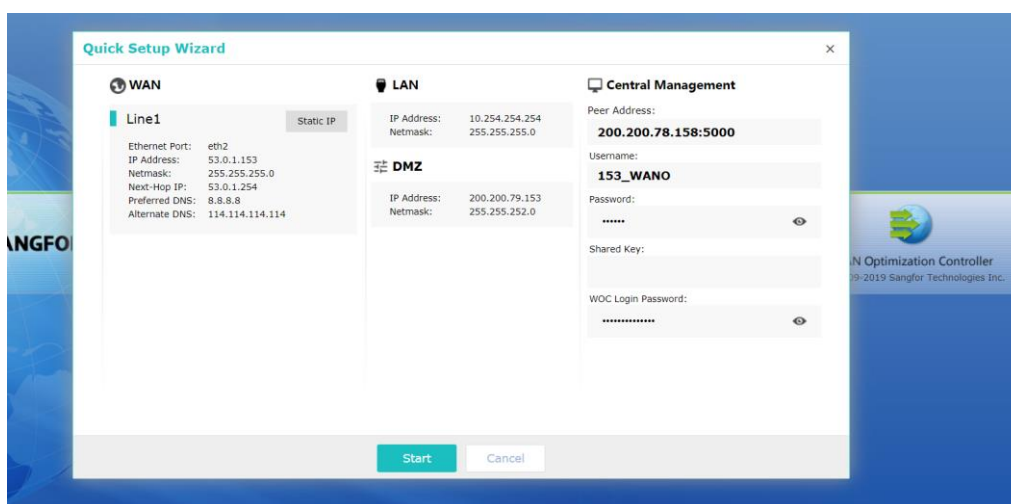 Quick Setup Wizard
WAN
Line1
Static IP
Ethernet Port: eth2
IP Address: 53.0.1.153
Netmask: 255.255.255.0
Next-Hop IP: 53.0.1.254
Preferred DNS: 8.8.8.8
Alternate DNS: 114.114.114.114
LAN
IP Address: 10.254.254.254
Netmask: 255.255.255.0
DMZ
IP Address: 200.200.79.153
Netmask: 255.255.252.0
Central Management
Peer Address:
200.200.78.158:5000
Username:
153_WANO
Password:
••••••
Shared Key:
WOC Login Password:
••••••••••••••
Start
Cancel
ANGFO
N Optimization Controller
09-2019 Sangfor Technologies Inc.